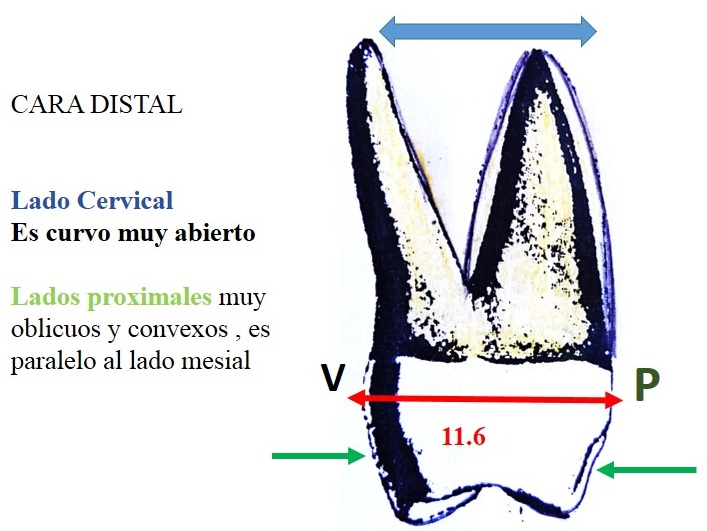 CARA DISTAL
Lado Cervical
Es curvo muy abierto
Lados proximales muy
oblicuos y convexos , es
paralelo al lado mesial
V
P
11.6